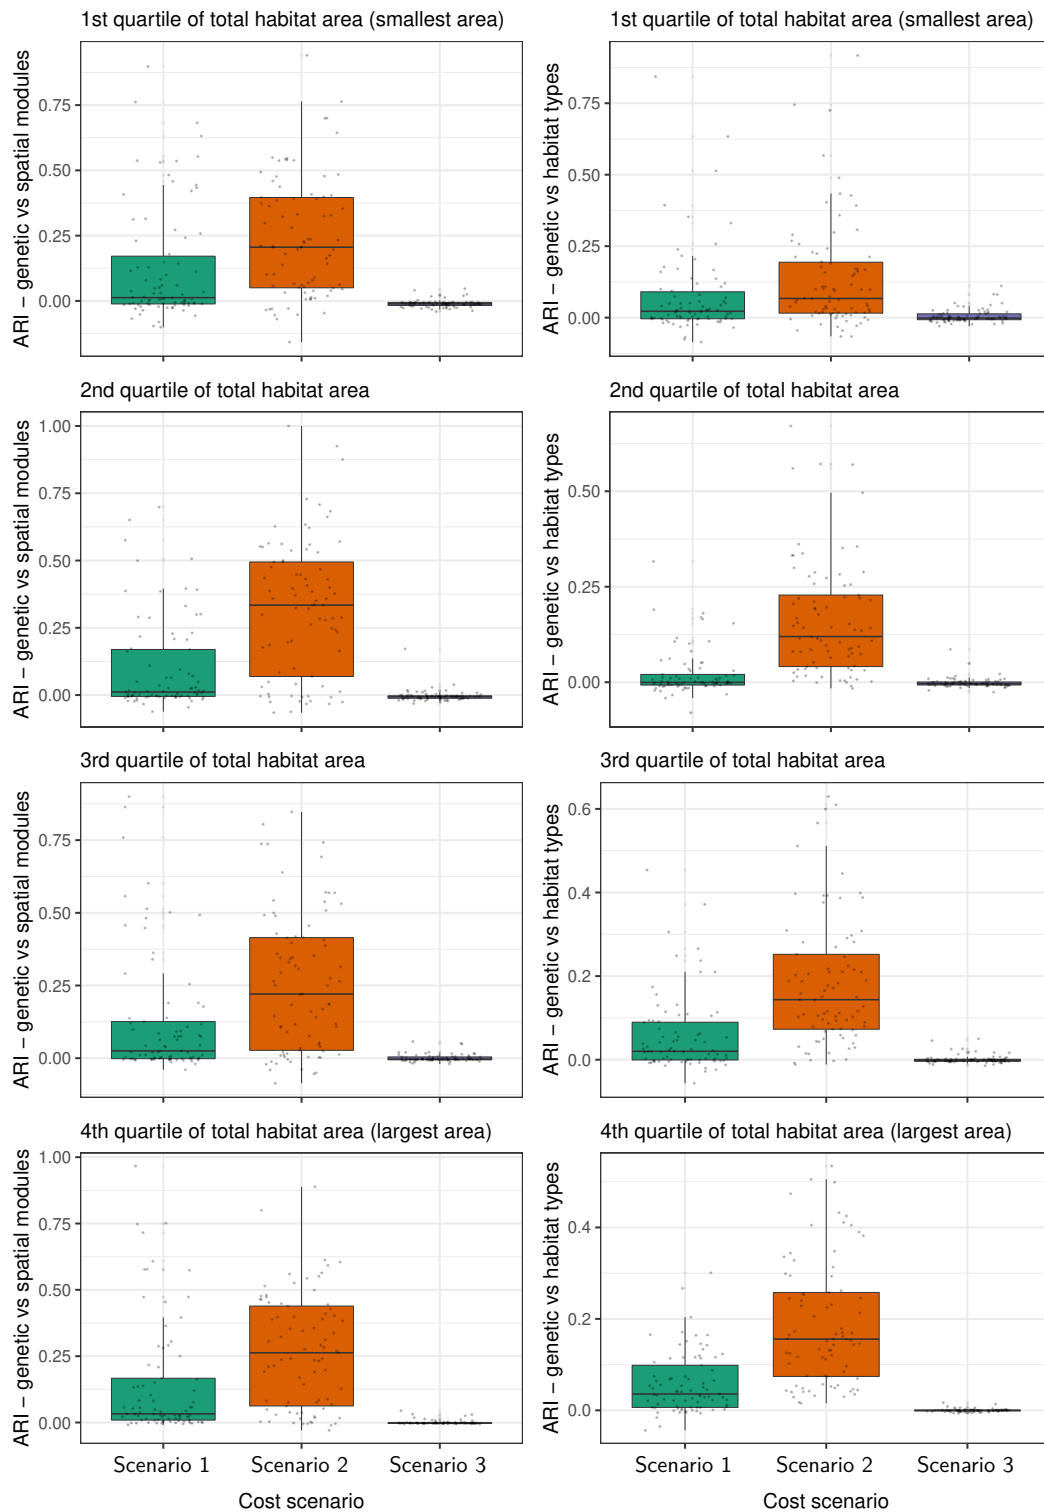 1st quartile of total habitat area (smallest area)
ARI – genetic vs spatial modules
0.75
0.50
0.25
0.00
1st quartile of total habitat area (smallest area)
ARI – genetic vs habitat types
0.75
0.50
0.25
0.00
2nd quartile of total habitat area
ARI – genetic vs spatial modules
1.00
0.75
0.50
0.25
0.00
2nd quartile of total habitat area
ARI – genetic vs habitat types
0.50
0.25
0.00
3rd quartile of total habitat area
ARI – genetic vs spatial modules
0.75
0.50
0.25
0.00
3rd quartile of total habitat area
ARI – genetic vs habitat types
0.6
0.4
0.2
0.0
4th quartile of total habitat area (largest area)
ARI – genetic vs spatial modules
1.00
0.75
0.50
0.25
0.00
Scenario 1 Scenario 2 Scenario 3
Cost scenario
4th quartile of total habitat area (largest area)
ARI – genetic vs habitat types
0.4
0.2
0.0
Scenario 1 Scenario 2 Scenario 3
Cost scenario